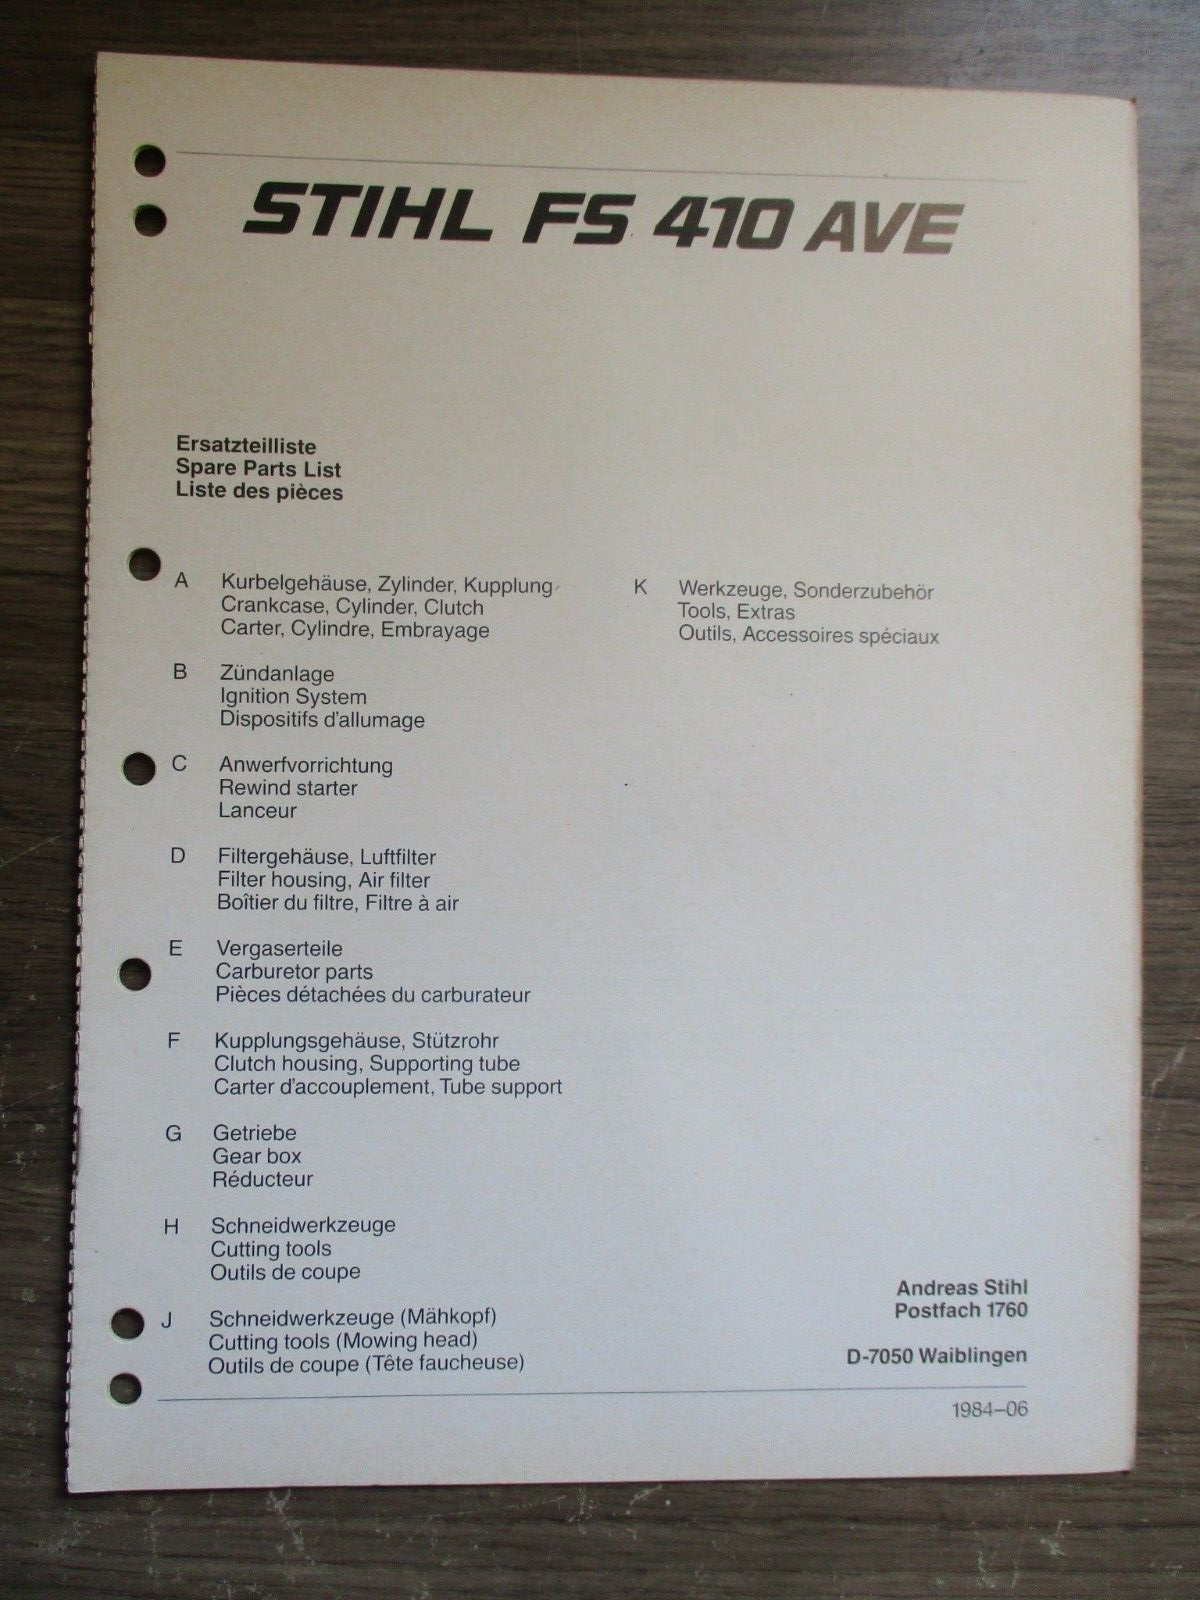 STIHL FS 410 AVE
Ersatzteilliste
Spare Parts List
Liste des pièces
A Kurbelgehäuse, Zylinder, Kupplung
Crankcase, Cylinder, Clutch
Carter, Cylindre, Embrayage
B Zündanlage
Ignition System
Dispositifs d'allumage
C Anwerfvorrichtung
Rewind starter
Lanceur
D Filtergehäuse, Luftfilter
Filter housing, Air filter
Boîtier du filtre, Filtre à air
E Vergaserteile
Carburetor parts
Pièces détachées du carburateur
F Kupplungsgehäuse, Stützrohr
Clutch housing, Supporting tube
Carter d'accouplement, Tube support
G Getriebe
Gear box
Réducteur
H Schneidwerkzeuge
Cutting tools
Outils de coupe
J Schneidwerkzeuge (Mähkopf)
Cutting tools (Mowing head)
Outils de coupe (Tête faucheuse)
K Werkzeuge, Sonderzubehör
Tools, Extras
Outils, Accessoires spéciaux
Andreas Stihl
Postfach 1760
D-7050 Waiblingen
1984–06